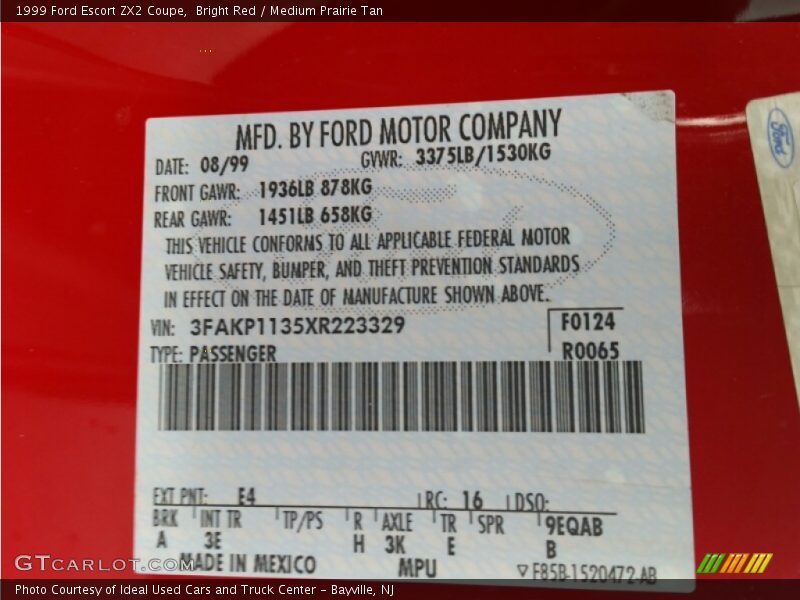 1999 Ford Escort ZX2 Coupe,  Bright Red / Medium Prairie Tan
Ford
MFD. BY FORD MOTOR COMPANY
DATE: 08/99 GVWR: 3375LB/1530KG
FRONT GAWR: 1936LB 878KG
REAR GAWR: 1451LB 658KG
THIS VEHICLE CONFORMS TO ALL APPLICABLE FEDERAL MOTOR
VEHICLE SAFETY, BUMPER, AND THEFT PREVENTION STANDARDS
IN EFFECT ON THE DATE OF MANUFACTURE SHOWN ABOVE.
VIN: 3FAKP1135XR223329 F0124
TYPE: PASSENGER R0065
EXT PNT: E4 RC: 16 DSO:
BRK INT TR TP/PS R AXLE TR SPR 9EQAB
A 3E H 3K E B
MADE IN MEXICO MPU F85B-1520472-AB
GTCARLOT.COM
Photo Courtesy of Ideal Used Cars and Truck Center – Bayville, NJ